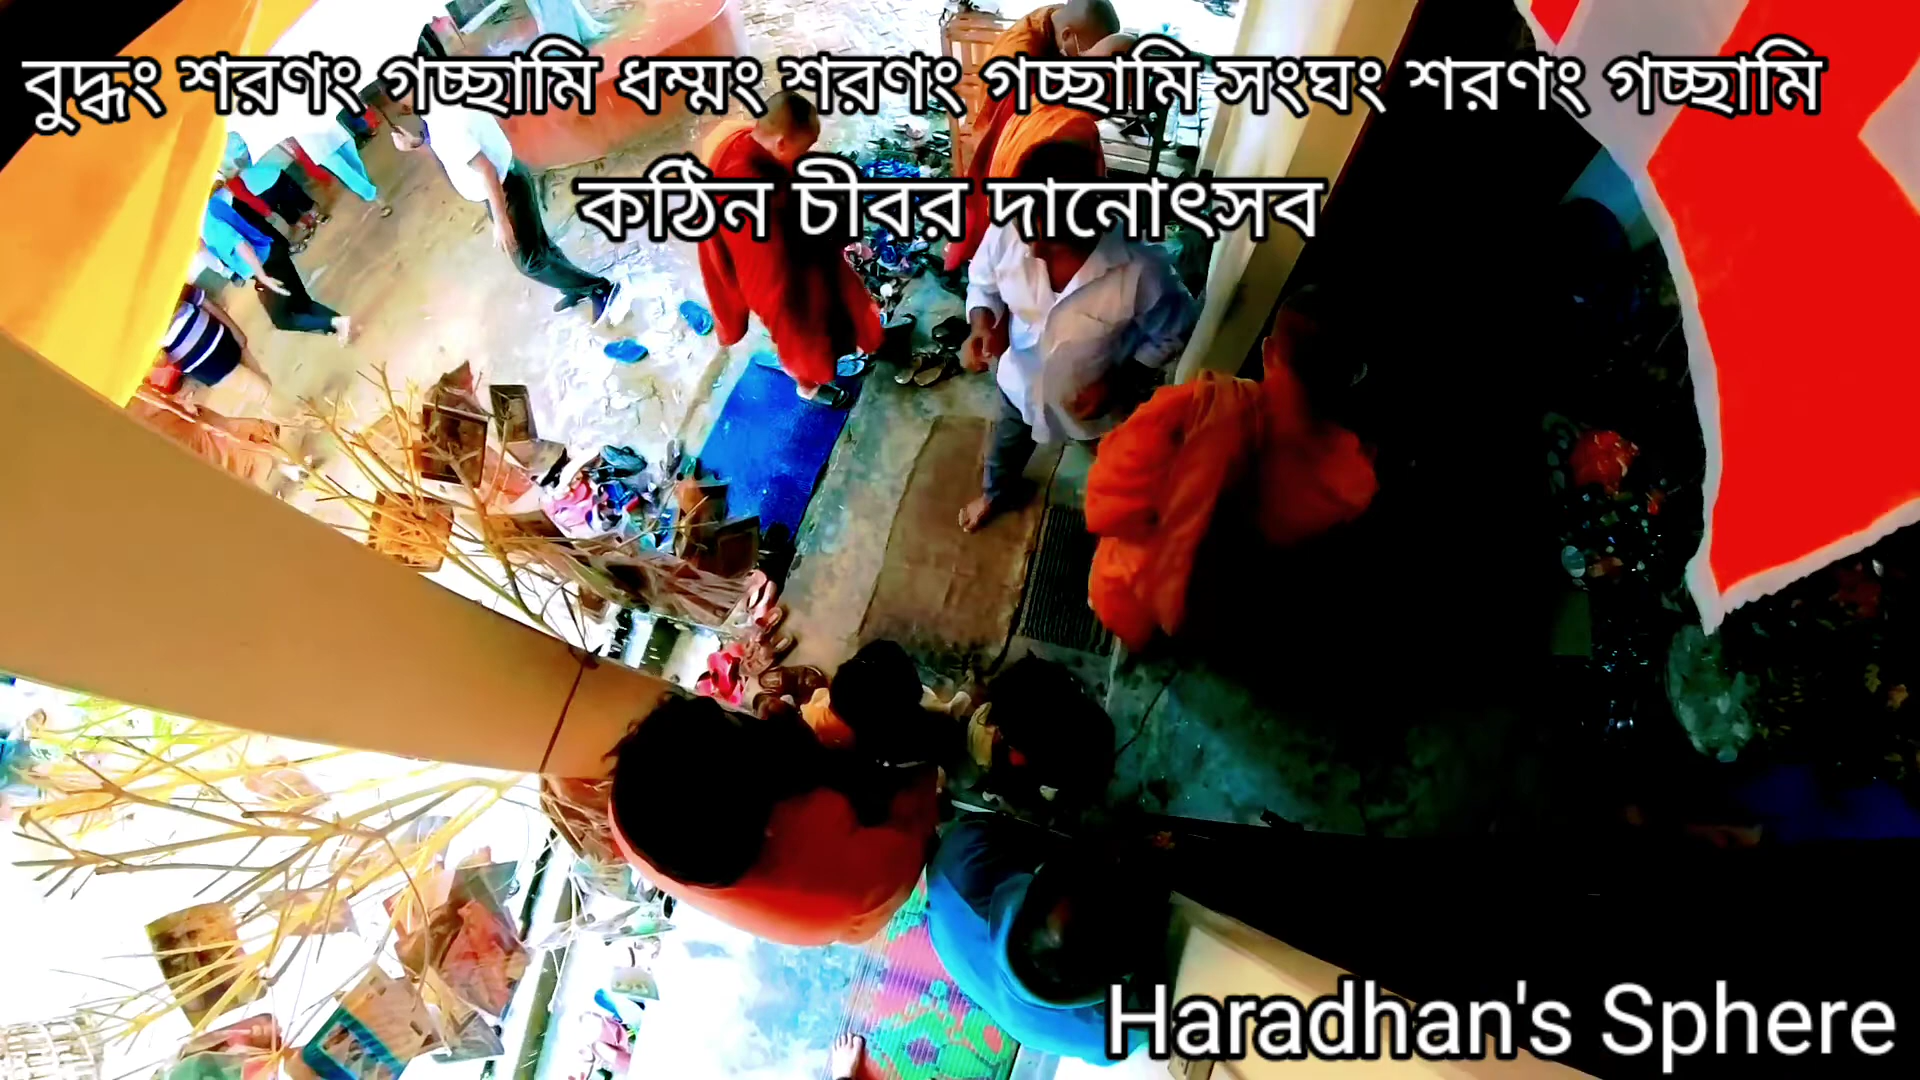 বুদ্ধং শরণং গচ্ছামি ধম্মং শরণং গচ্ছামি সংঘং শরণং গচ্ছামি
কঠিন চীবর দানোৎসব
Haradhan's Sphere